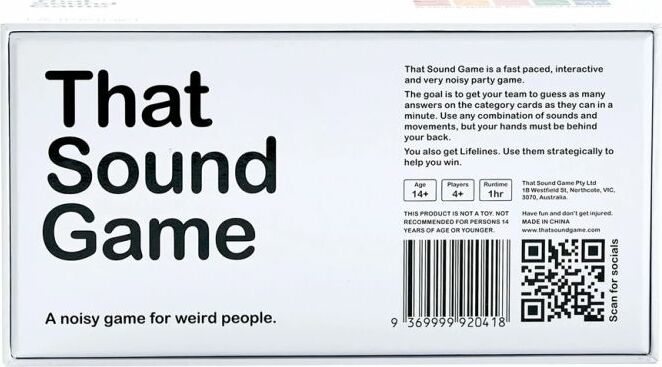 That
Sound
Game
A noisy game for weird people.
That Sound Game is a fast paced, interactive
and very noisy party game.
The goal is to get your team to guess as many
answers on the category cards as they can in a
minute. Use any combination of sounds and
movements, but your hands must be behind
your back.
You also get Lifelines. Use them strategically to
help you win.
Age
14+
Players
4+
Runtime
1hr
That Sound Game Pty Ltd
1B Westfield St, Northcote, VIC,
3070, Australia.
THIS PRODUCT IS NOT A TOY. NOT
RECOMMENDED FOR PERSONS 14
YEARS OF AGE OR YOUNGER.
Have fun and don't get injured.
MADE IN CHINA
www.thatsoundgame.com
9 369999 920418
Scan for socials